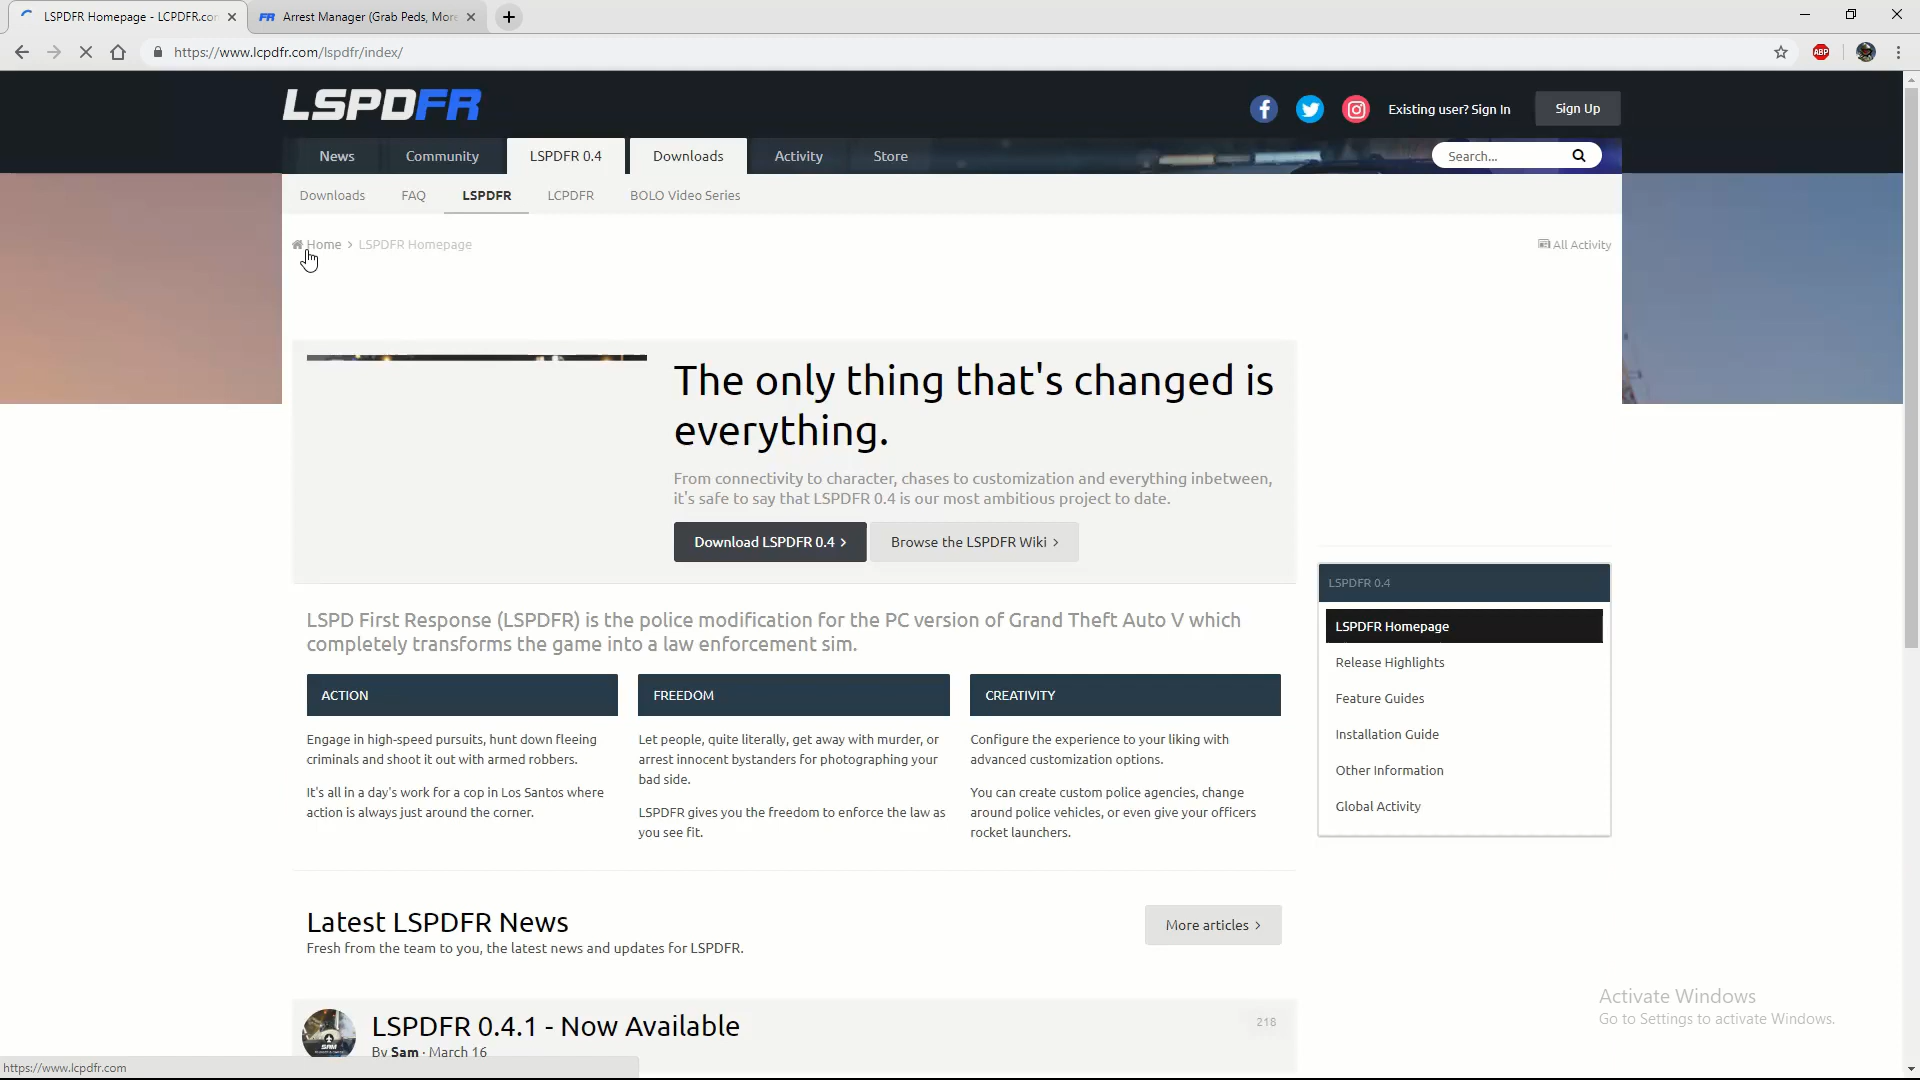 LSPDFR Homepage - LCPDFR.com
Arrest Manager (Grab Peds, More
https://www.lcpdfr.com/lspdfr/index/
ABP
LSPDFR
Existing user? Sign In
Sign Up
News
Community
LSPDFR 0.4
Downloads
Activity
Store
Search...
Downloads
FAQ
LSPDFR
LCPDFR
BOLO Video Series
Home > LSPDFR Homepage
All Activity
The only thing that's changed is
everything.
From connectivity to character, chases to customization and everything inbetween,
it's safe to say that LSPDFR 0.4 is our most ambitious project to date.
Download LSPDFR 0.4 >
Browse the LSPDFR Wiki >
LSPDFR 0.4
LSPDFR Homepage
Release Highlights
Feature Guides
Installation Guide
Other Information
Global Activity
LSPD First Response (LSPDFR) is the police modification for the PC version of Grand Theft Auto V which
completely transforms the game into a law enforcement sim.
ACTION
Engage in high-speed pursuits, hunt down fleeing
criminals and shoot it out with armed robbers.
It's all in a day's work for a cop in Los Santos where
action is always just around the corner.
FREEDOM
Let people, quite literally, get away with murder, or
arrest innocent bystanders for photographing your
bad side.
LSPDFR gives you the freedom to enforce the law as
you see fit.
CREATIVITY
Configure the experience to your liking with
advanced customization options.
You can create custom police agencies, change
around police vehicles, or even give your officers
rocket launchers.
Latest LSPDFR News
Fresh from the team to you, the latest news and updates for LSPDFR.
More articles >
SAM
LSPDFR 0.4.1 - Now Available
By Sam · March 16
218
Activate Windows
Go to Settings to activate Windows.
https://www.lcpdfr.com